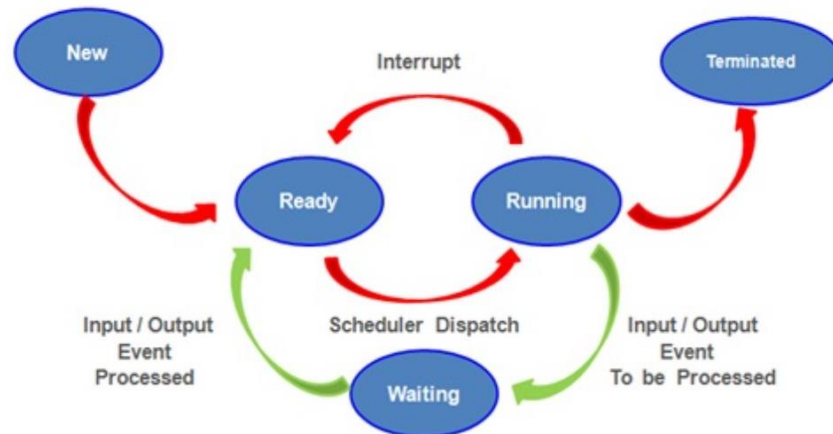 New
Interrupt
Terminated
Ready
Running
Input / Output
Event
Processed
Scheduler Dispatch
Input / Output
Event
To be Processed
Waiting